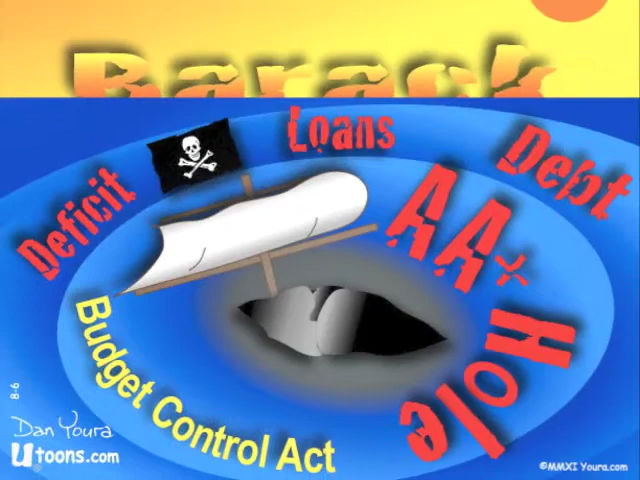 Barack
Loans
Debt
Deficit
AA+
Hole
Budget Control Act
8-6
Dan Youra
Utoons.com
©MMXI Youra.com